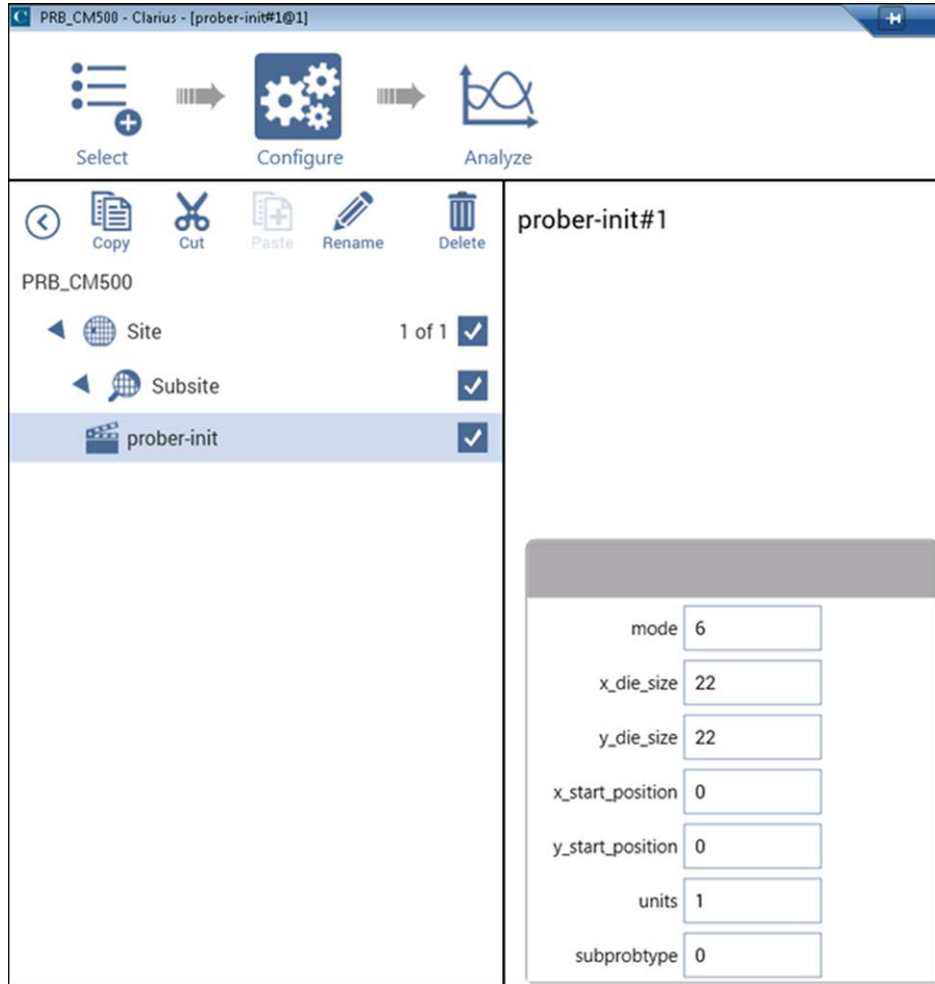 C PRB_CM500 - Clarius - [prober-init#1@1]
Select Configure Analyze
Copy Cut Paste Rename Delete
PRB_CM500
Site 1 of 1
Subsite
prober-init
prober-init#1
mode 6
x_die_size 22
y_die_size 22
x_start_position 0
y_start_position 0
units 1
subprobtype 0